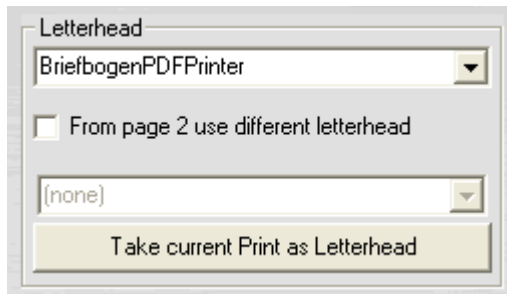 Letterhead
BriefbogenPDFPrinter
From page 2 use different letterhead
(none)
Take current Print as Letterhead